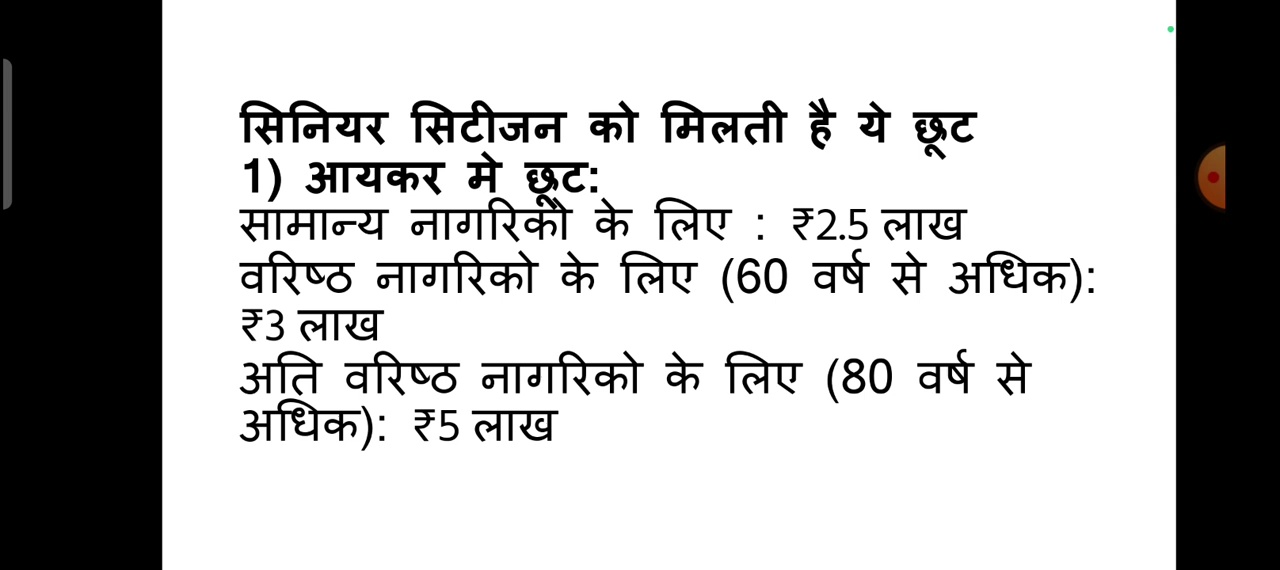 सिनियर सिटीजन को मिलती है ये छूट
1) आयकर मे छूट:
सामान्य नागरिको के लिए : ₹2.5 लाख
वरिष्ठ नागरिको के लिए (60 वर्ष से अधिक):
₹3 लाख
अति वरिष्ठ नागरिको के लिए (80 वर्ष से
अधिक): ₹5 लाख